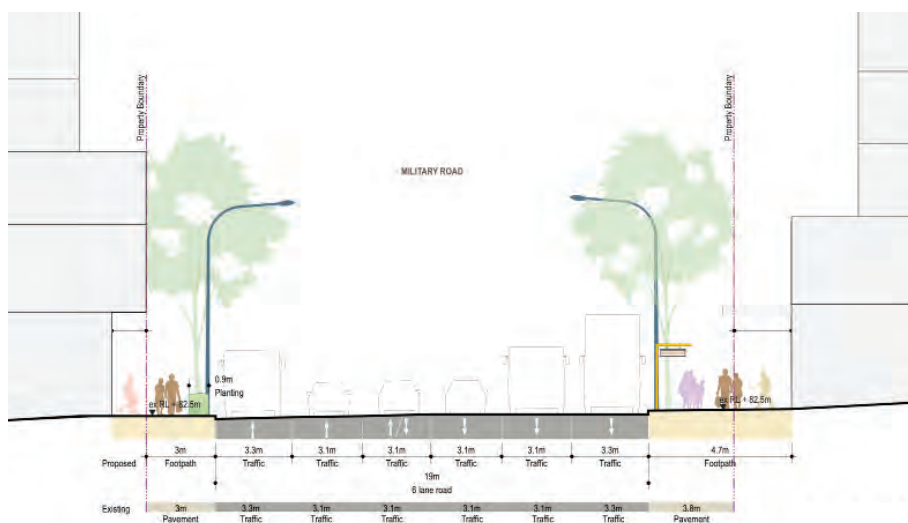 Property Boundary
Property Boundary
MILITARY ROAD
0.9m
Planting
ex RL + 82.5m
ex RL + 82.5m
Proposed
3m
Footpath
3.3m
Traffic
3.1m
Traffic
3.1m
Traffic
3.1m
Traffic
3.1m
Traffic
3.3m
Traffic
4.7m
Footpath
19m
6 lane road
Existing
3m
Pavement
3.3m
Traffic
3.1m
Traffic
3.1m
Traffic
3.1m
Traffic
3.1m
Traffic
3.3m
Traffic
3.8m
Pavement